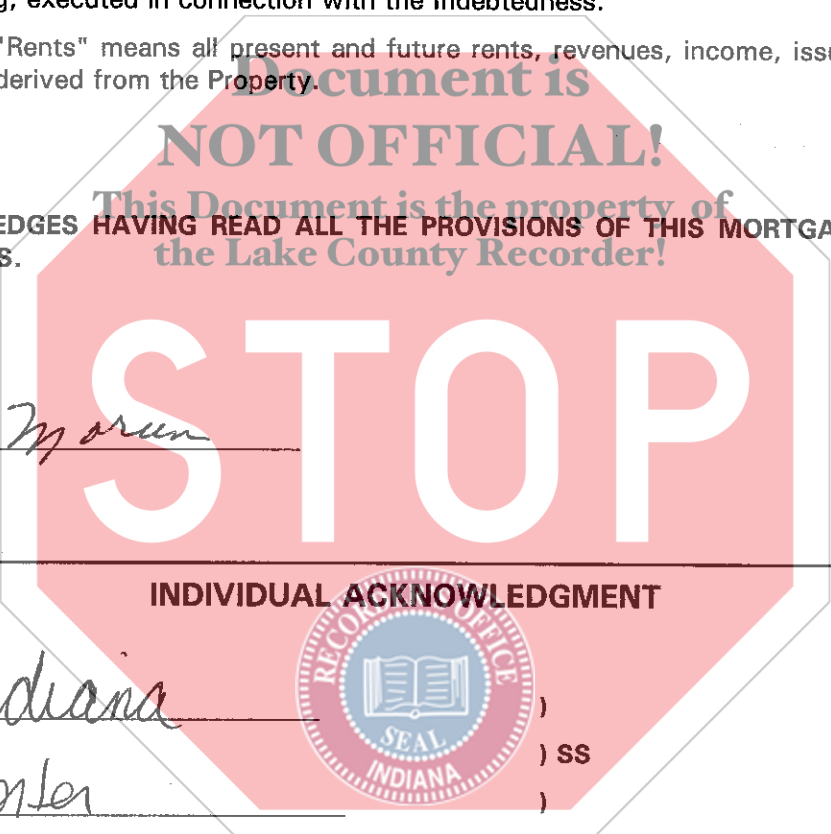 g, executed in connection with the Indebtedness.
"Rents" means all present and future rents, revenues, income, issu
derived from the Property.
Document is
NOT OFFICIAL!
This Document is the property of
the Lake County Recorder!
EDGES HAVING READ ALL THE PROVISIONS OF THIS MORTGA
S.
STOP
INDIVIDUAL ACKNOWLEDGMENT
RECORDER'S OFFICE
SEAL
INDIANA
diana )
) SS
)